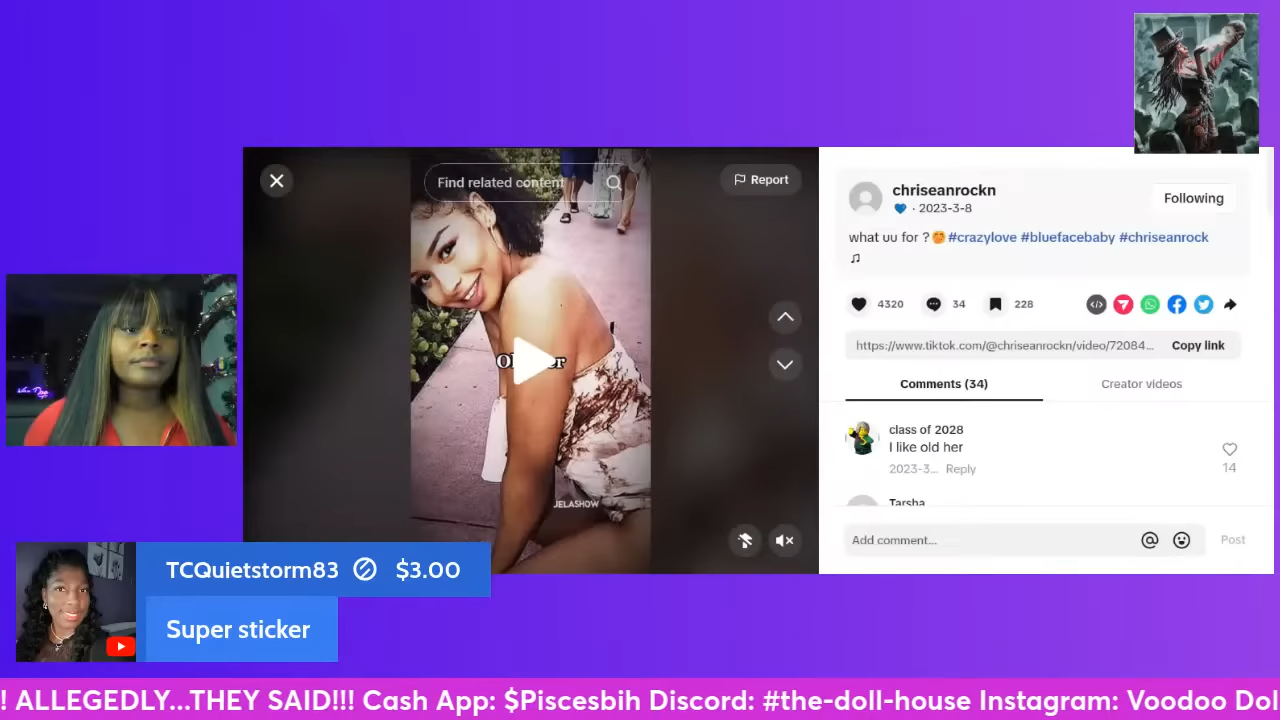 Find related content
Report
JELASHOW
chriseanrockn
· 2023-3-8
Following
what uu for ?🤭 #crazylove #bluefacebaby #chriseanrock
♫
4320
34
228
https://www.tiktok.com/@chriseanrockn/video/72084...
Copy link
Comments (34)
Creator videos
class of 2028
I like old her
2023-3... Reply
14
Tarsha
Add comment...
Post
TCQuietstorm83
$3.00
Super sticker
! ALLEGEDLY...THEY SAID!!! Cash App: $Piscesbih Discord: #the-doll-house Instagram: Voodoo Dol